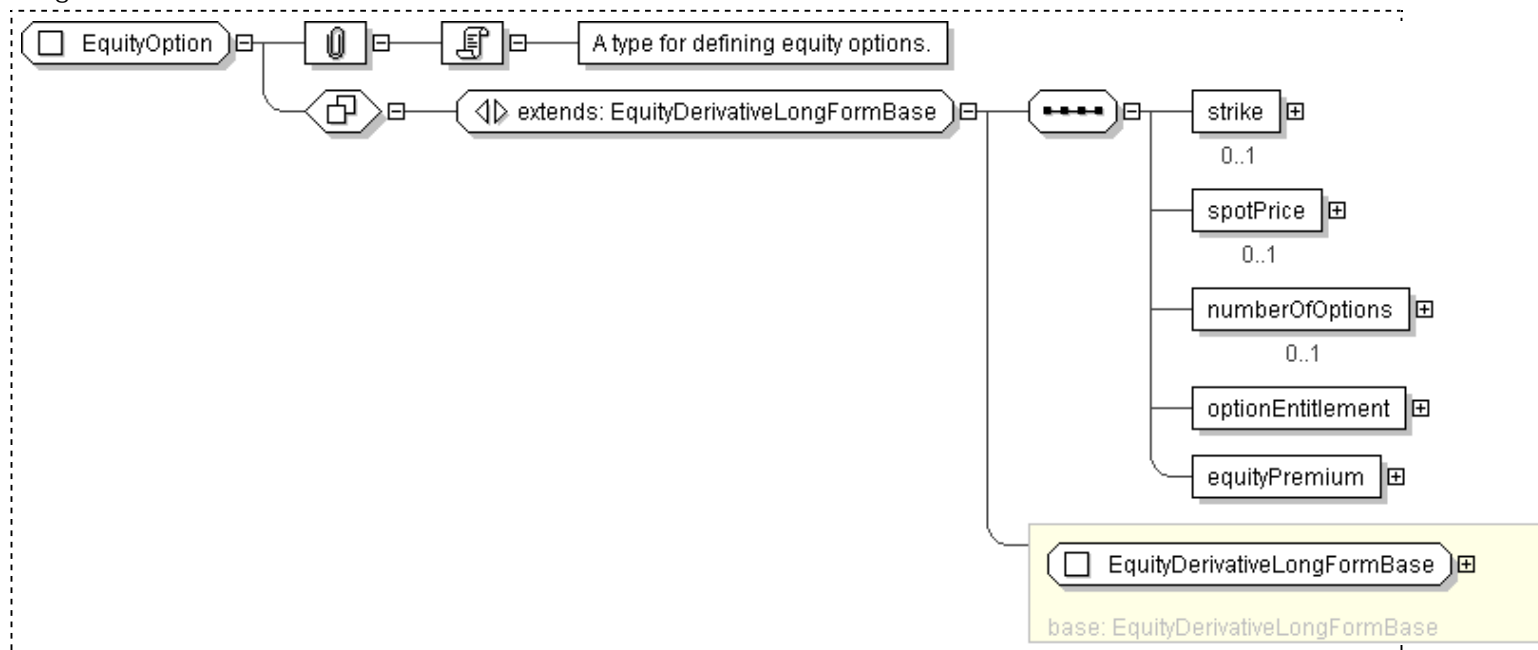 EquityOption
A type for defining equity options.
extends: EquityDerivativeLongFormBase
strike
0..1
spotPrice
0..1
numberOfOptions
0..1
optionEntitlement
equityPremium
EquityDerivativeLongFormBase
base: EquityDerivativeLongFormBase